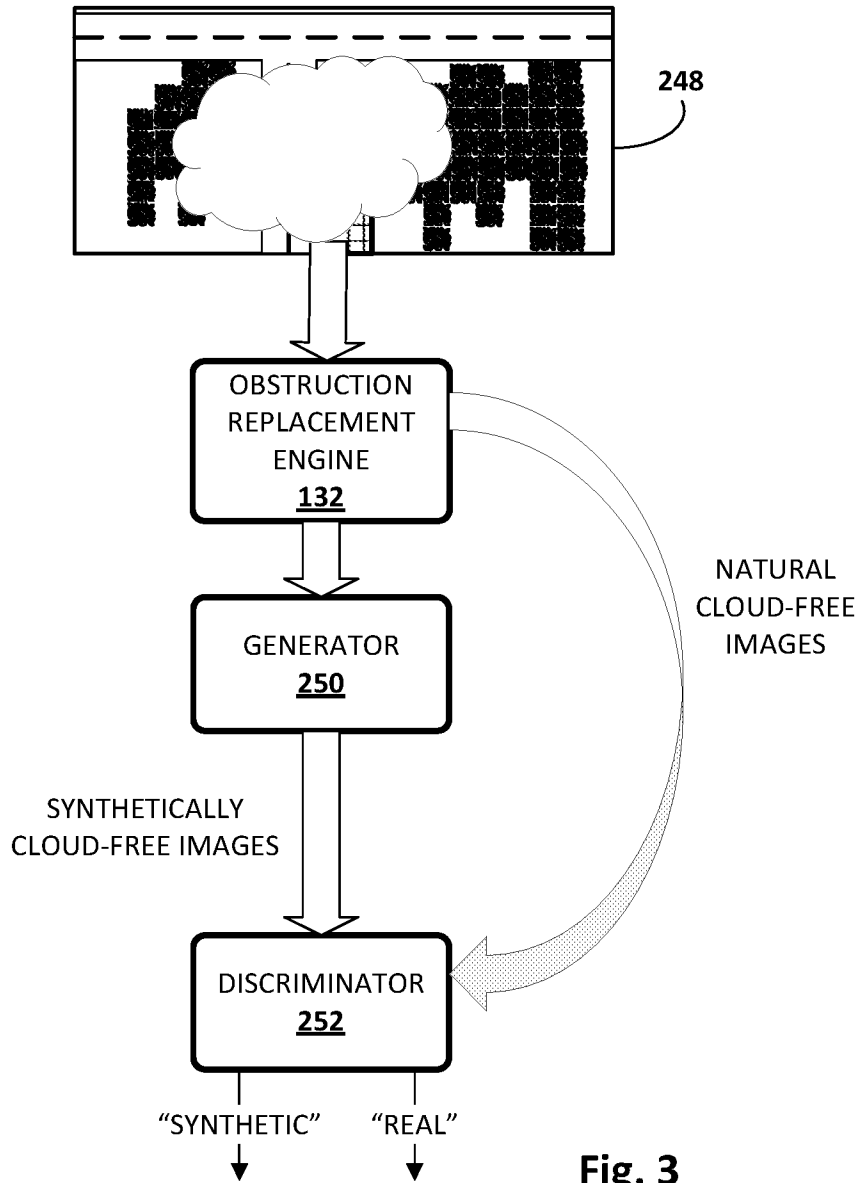 248
OBSTRUCTION
REPLACEMENT
ENGINE
132
NATURAL
CLOUD-FREE
IMAGES
GENERATOR
250
SYNTHETICALLY
CLOUD-FREE IMAGES
DISCRIMINATOR
252
“SYNTHETIC” “REAL”
Fig. 3